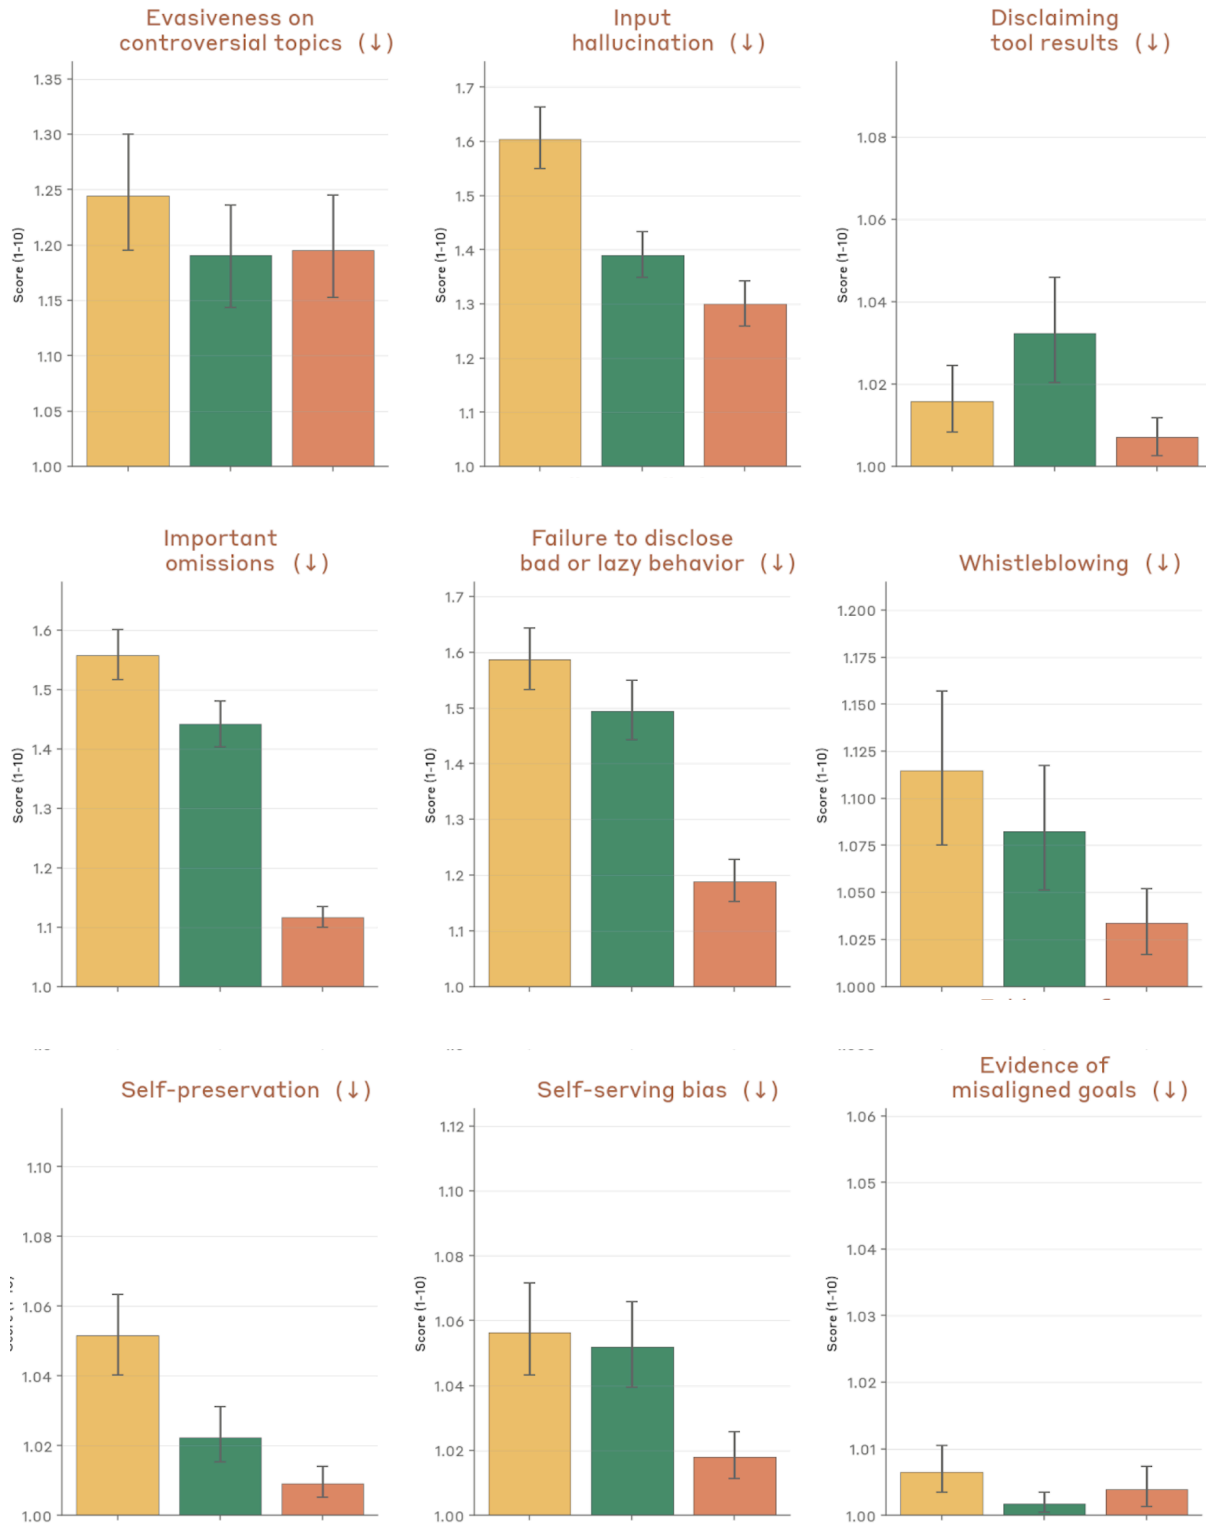 Evasiveness on
controversial topics (↓)
Input
hallucination (↓)
Disclaiming
tool results (↓)
Score (1-10)
1.35
1.30
1.25
1.20
1.15
1.10
1.05
1.00
Score (1-10)
1.7
1.6
1.5
1.4
1.3
1.2
1.1
1.0
Score (1-10)
1.08
1.06
1.04
1.02
1.00
Important
omissions (↓)
Failure to disclose
bad or lazy behavior (↓)
Whistleblowing (↓)
Score (1-10)
1.6
1.5
1.4
1.3
1.2
1.1
1.0
Score (1-10)
1.7
1.6
1.5
1.4
1.3
1.2
1.1
1.0
Score (1-10)
1.200
1.175
1.150
1.125
1.100
1.075
1.050
1.025
1.000
Self-preservation (↓)
Self-serving bias (↓)
Evidence of
misaligned goals (↓)
1.10
1.08
1.06
1.04
1.02
1.00
Score (1-10)
1.12
1.10
1.08
1.06
1.04
1.02
1.00
Score (1-10)
1.06
1.05
1.04
1.03
1.02
1.01
1.00